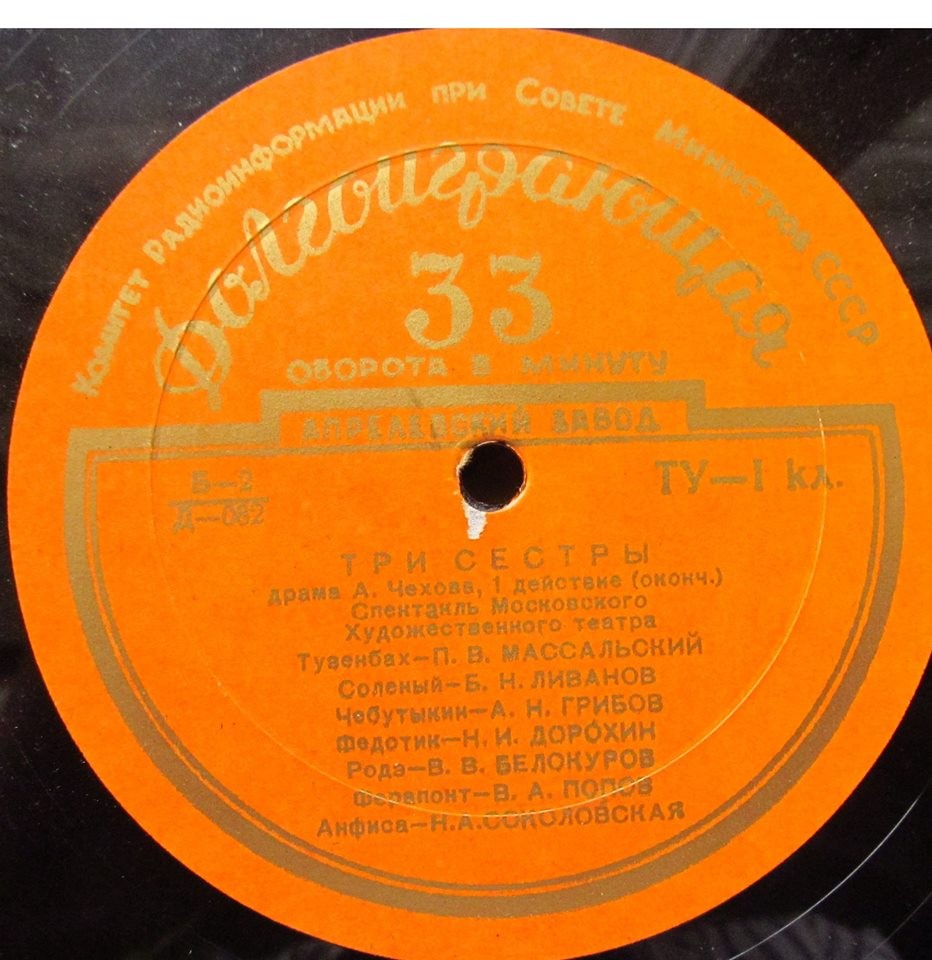 Комитет Радиоинформации при Совете Министров СССР
Долгоиграющая
33
ОБОРОТА В МИНУТУ
АПРЕЛЕВСКИЙ ЗАВОД
Б—2
Д—062
ТУ—I кл.
ТРИ СЕСТРЫ
драма А. Чехова, 1 действие (оконч.)
Спектакль Московского
Художественного театра
Тузенбах—П. В. МАССАЛЬСКИЙ
Соленый—Б. Н. ЛИВАНОВ
Чебутыкин—А. Н. ГРИБОВ
Федотик—Н. И. ДОРОХИН
Родэ—В. В. БЕЛОКУРОВ
Ферапонт—В. А. ПОПОВ
Анфиса—Н.А.СОКОЛОВСКАЯ